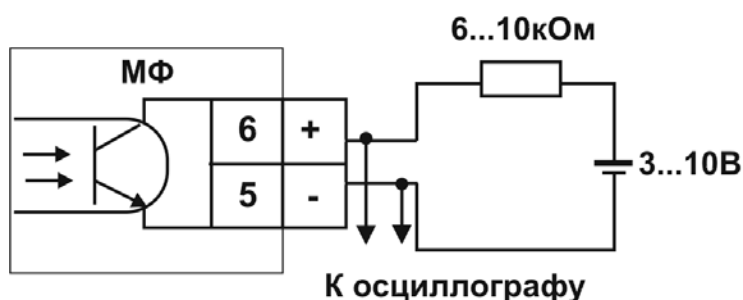 6...10кОм
МФ
6 +
5 -
3...10В
К осциллографу